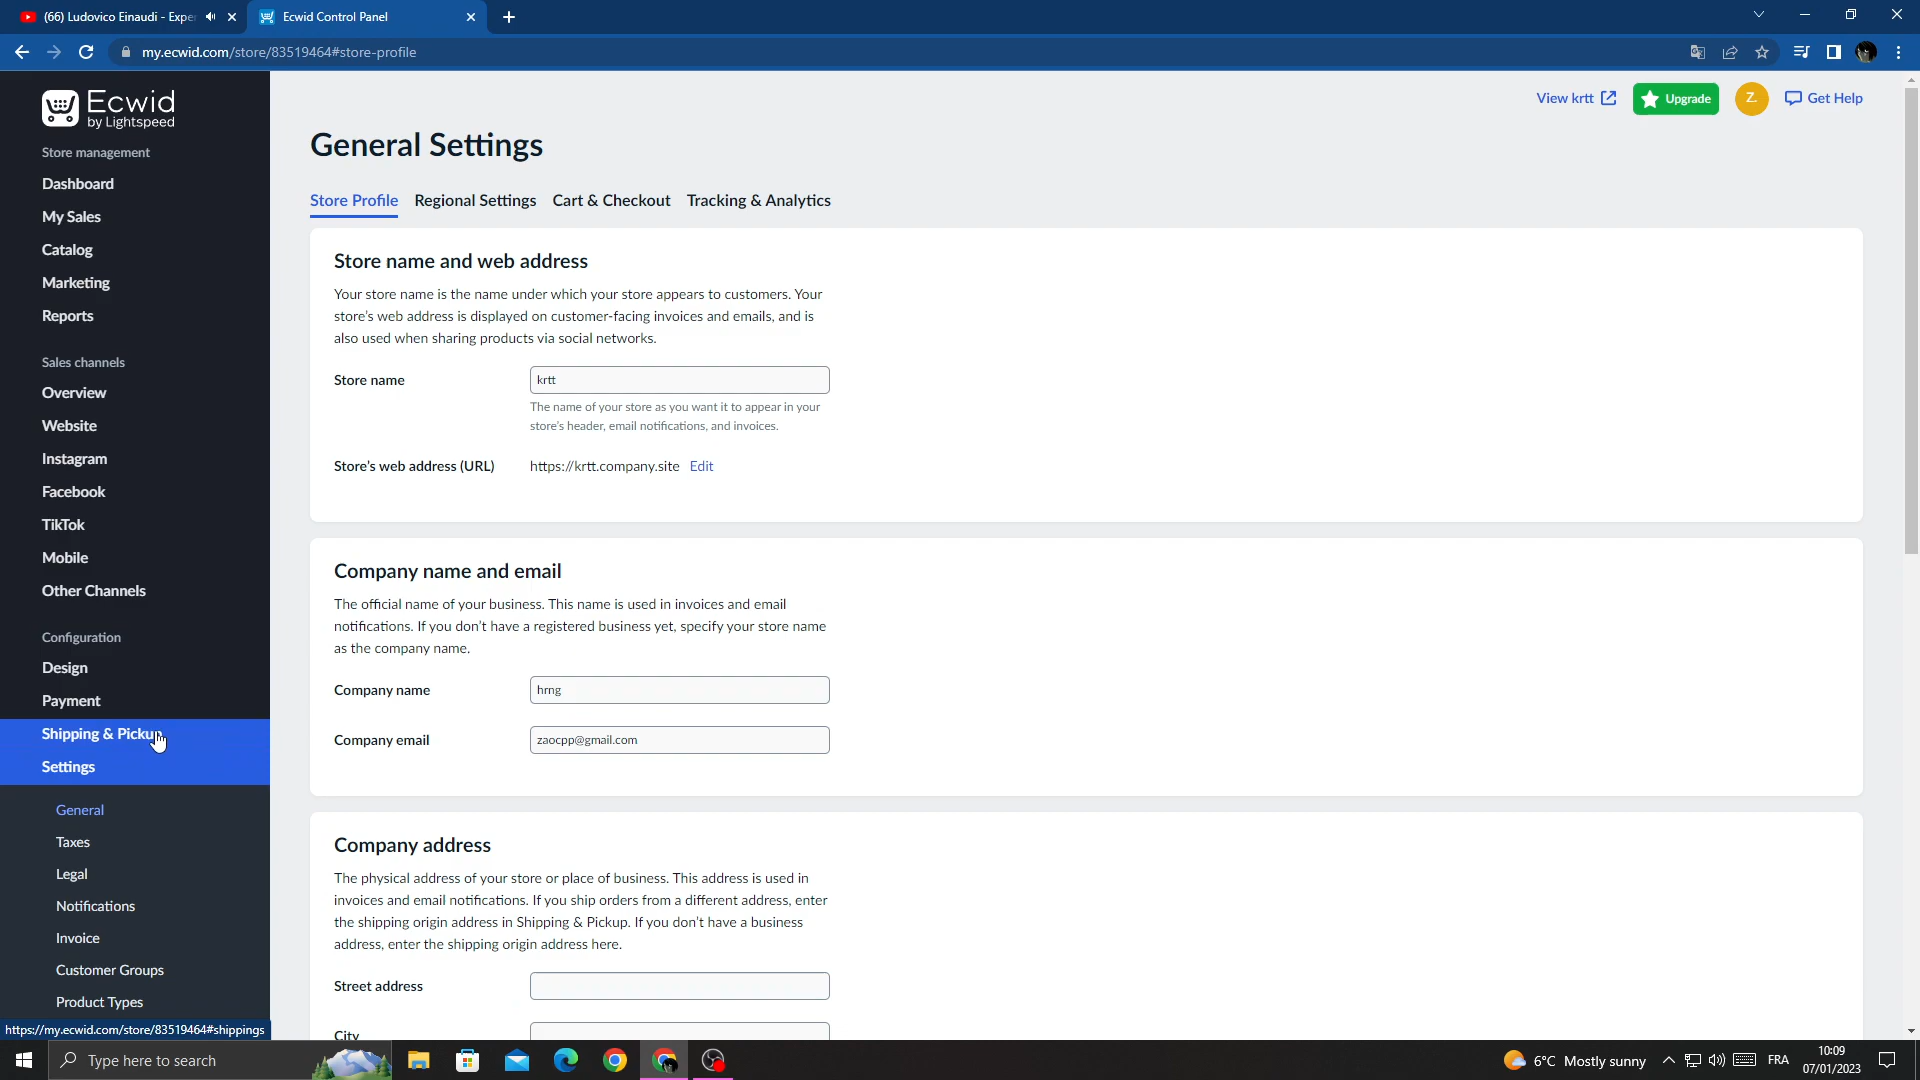 (66) Ludovico Einaudi - Expe
Ecwid Control Panel
my.ecwid.com/store/83519464#store-profile
Ecwid
by Lightspeed
Store management
Dashboard
My Sales
Catalog
Marketing
Reports
Sales channels
Overview
Website
Instagram
Facebook
TikTok
Mobile
Other Channels
Configuration
Design
Payment
Shipping & Pickup
Settings
General
Taxes
Legal
Notifications
Invoice
Customer Groups
Product Types
https://my.ecwid.com/store/83519464#shippings
View krtt
Upgrade
Z.
Get Help
General Settings
Store Profile Regional Settings Cart & Checkout Tracking & Analytics
Store name and web address
Your store name is the name under which your store appears to customers. Your
store's web address is displayed on customer-facing invoices and emails, and is
also used when sharing products via social networks.
Store name krtt
The name of your store as you want it to appear in your
store's header, email notifications, and invoices.
Store's web address (URL) https://krtt.company.site Edit
Company name and email
The official name of your business. This name is used in invoices and email
notifications. If you don't have a registered business yet, specify your store name
as the company name.
Company name hrng
Company email zaocpp@gmail.com
Company address
The physical address of your store or place of business. This address is used in
invoices and email notifications. If you ship orders from a different address, enter
the shipping origin address in Shipping & Pickup. If you don't have a business
address, enter the shipping origin address here.
Street address
City
Type here to search
6°C Mostly sunny
FRA
10:09
07/01/2023